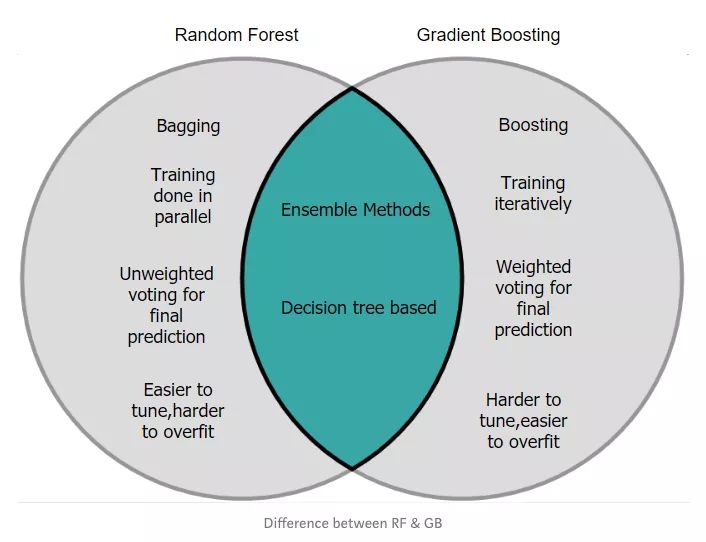 Random Forest
Gradient Boosting
Bagging
Training
done in
parallel
Unweighted
voting for
final
prediction
Easier to
tune,harder
to overfit
Ensemble Methods
Decision tree based
Boosting
Training
iteratively
Weighted
voting for
final
prediction
Harder to
tune,easier
to overfit
Difference between RF & GB